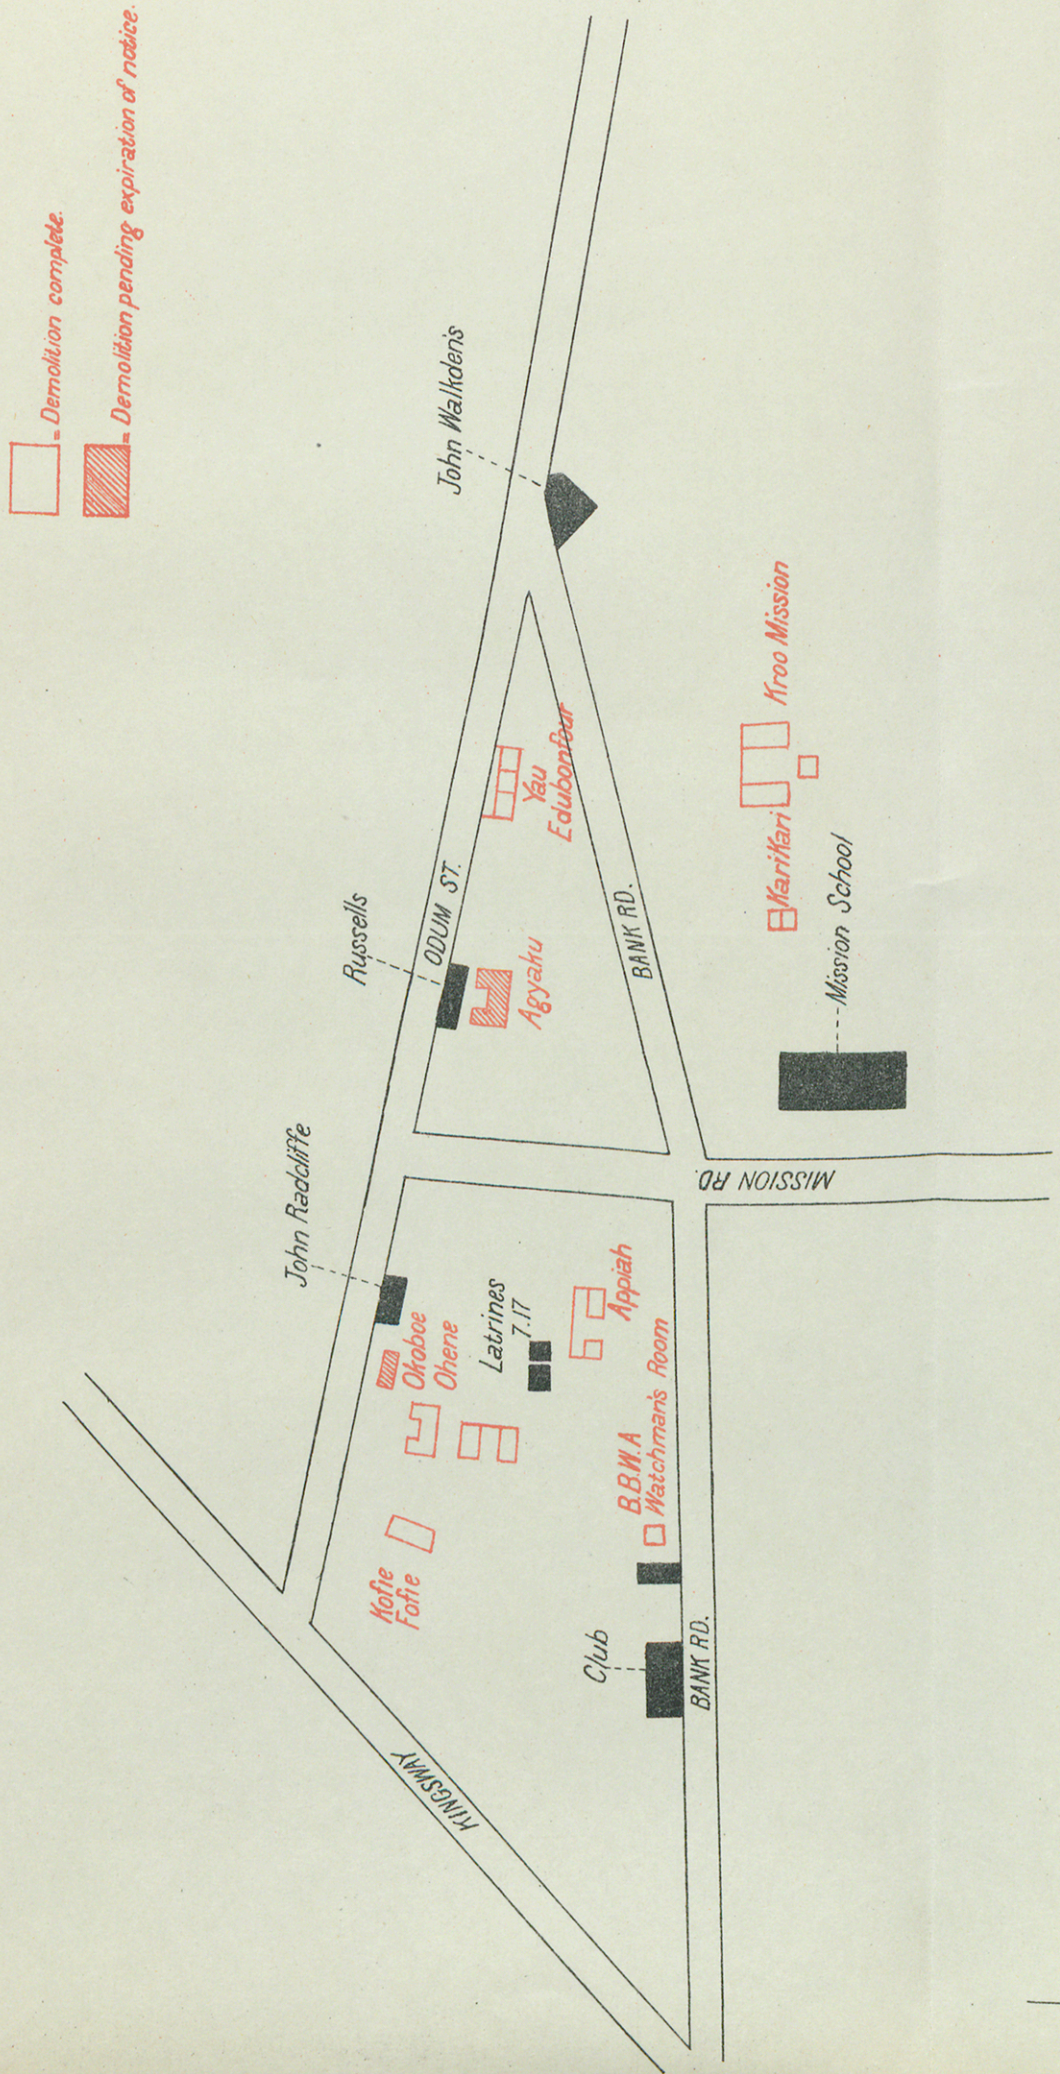 = Demolition complete.
= Demolition pending expiration of notice.
John Walkden's
Russells
ODUM ST.
Yau
Edubonfour
Agyaku
BANK RD.
Kroo Mission
KariKari
Mission School
John Radcliffe
MISSION RD.
Okoboe
Ohene
Latrines
7.17
Appiah
B.B.W.A
Watchman's Room
Kofie
Fofie
Club
BANK RD.
KINGSWAY